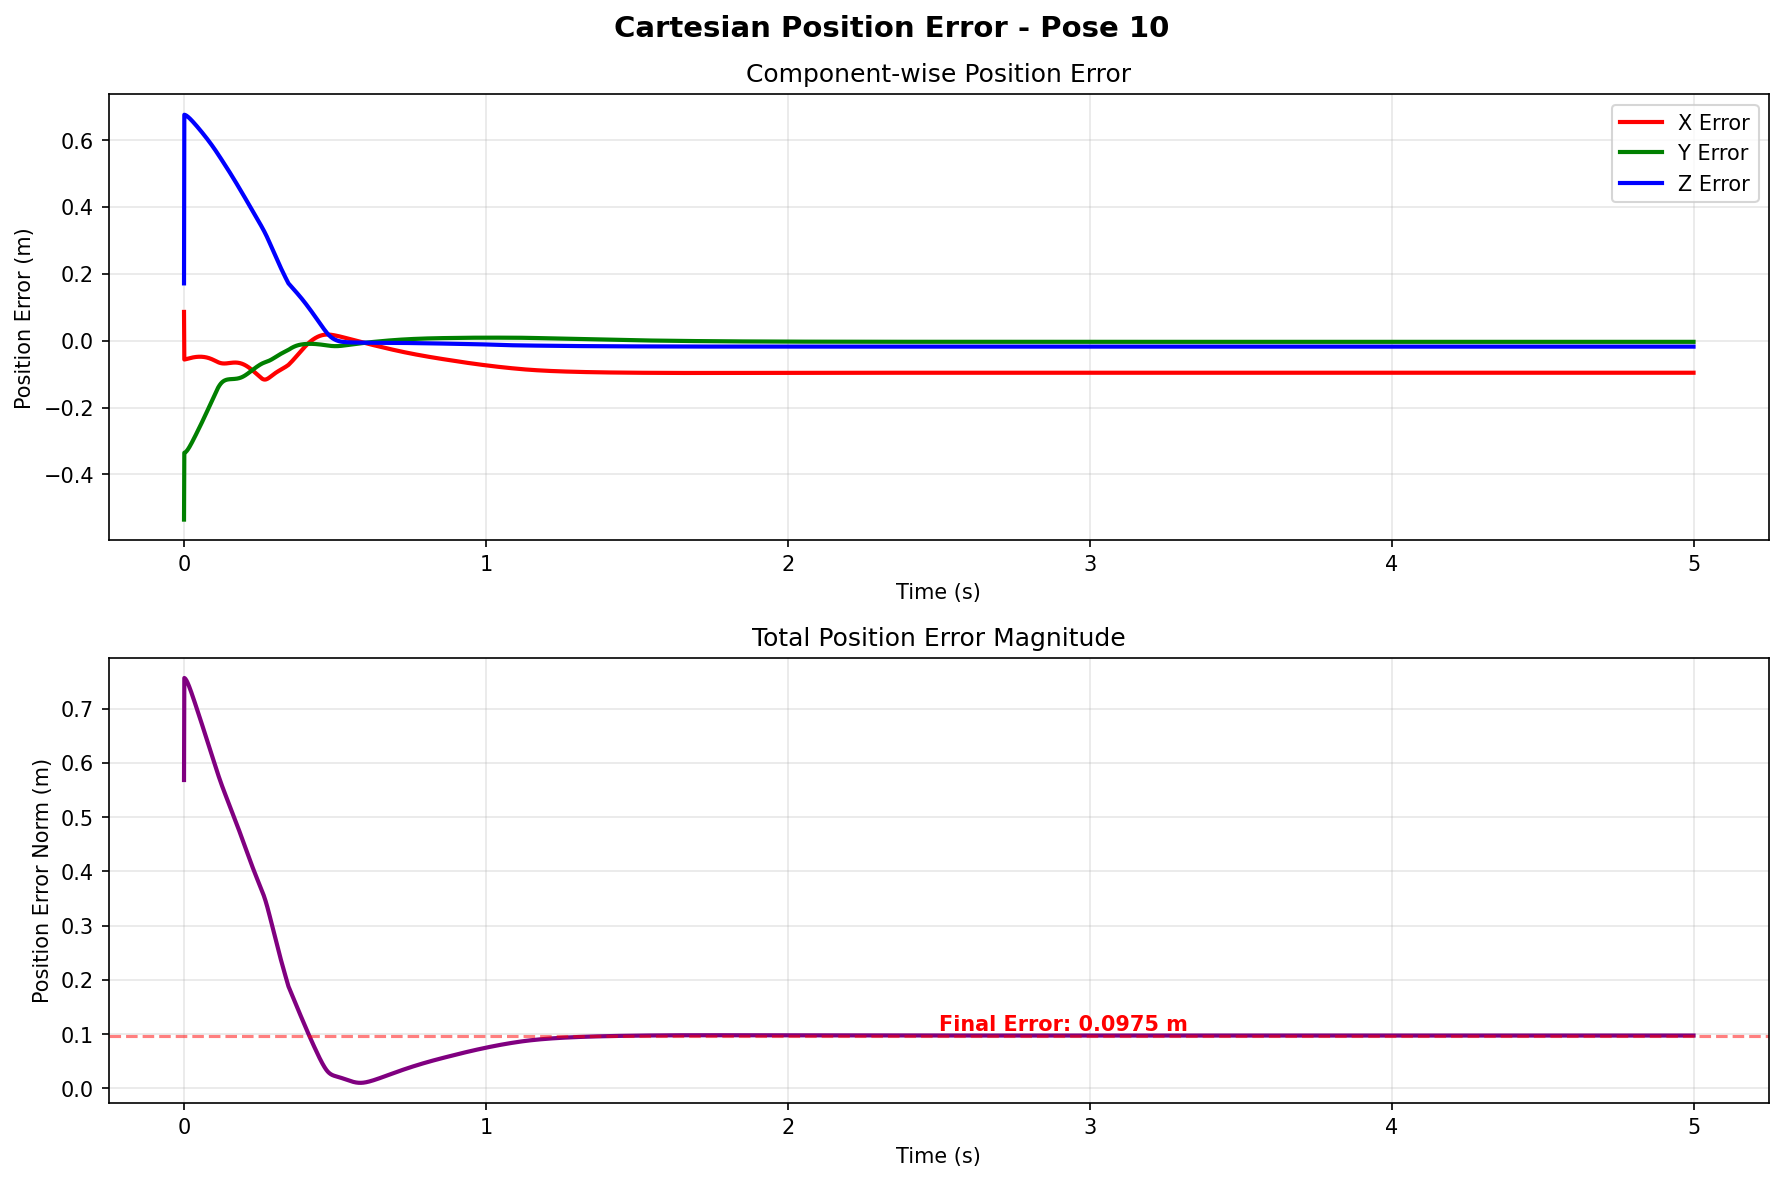 Cartesian Position Error - Pose 10
Component-wise Position Error
Position Error (m)
0.6
0.4
0.2
0.0
−0.2
−0.4
X Error
Y Error
Z Error
0 1 2 3 4 5
Time (s)
Total Position Error Magnitude
Position Error Norm (m)
0.7
0.6
0.5
0.4
0.3
0.2
0.1
0.0
Final Error: 0.0975 m
0 1 2 3 4 5
Time (s)